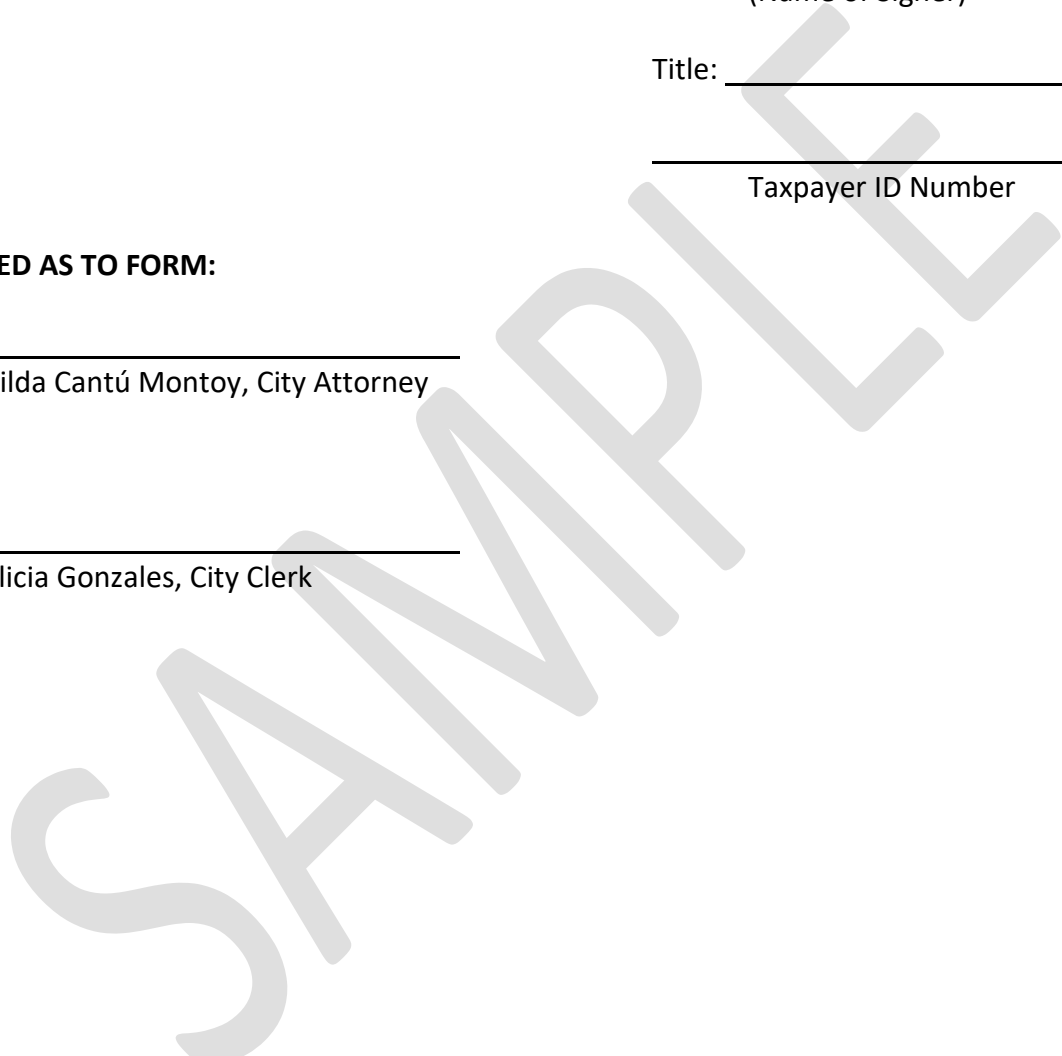 (Name of Signer)
Title:
Taxpayer ID Number
ED AS TO FORM:
ilda Cantú Montoy, City Attorney
licia Gonzales, City Clerk
SAMPLE